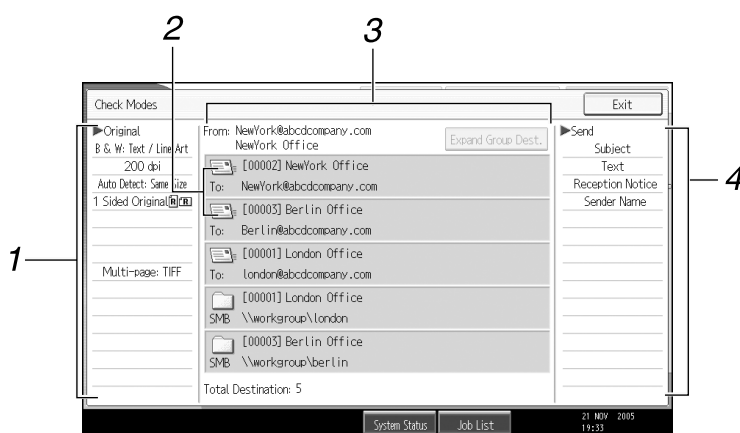 2
3
Check Modes
Exit
▶Original
B & W: Text / Line Art
200 dpi
Auto Detect: Same Size
1 Sided Original R R
Multi-page: TIFF
From: NewYork@abcdcompany.com
NewYork Office
Expand Group Dest.
[00002] NewYork Office
To: NewYork@abcdcompany.com
[00003] Berlin Office
To: Berlin@abcdcompany.com
[00001] London Office
To: london@abcdcompany.com
[00001] London Office
SMB \\workgroup\london
[00003] Berlin Office
SMB \\workgroup\berlin
Total Destination: 5
▶Send
Subject
Text
Reception Notice
Sender Name
1
4
System Status
Job List
21 NOV 2005
19:33